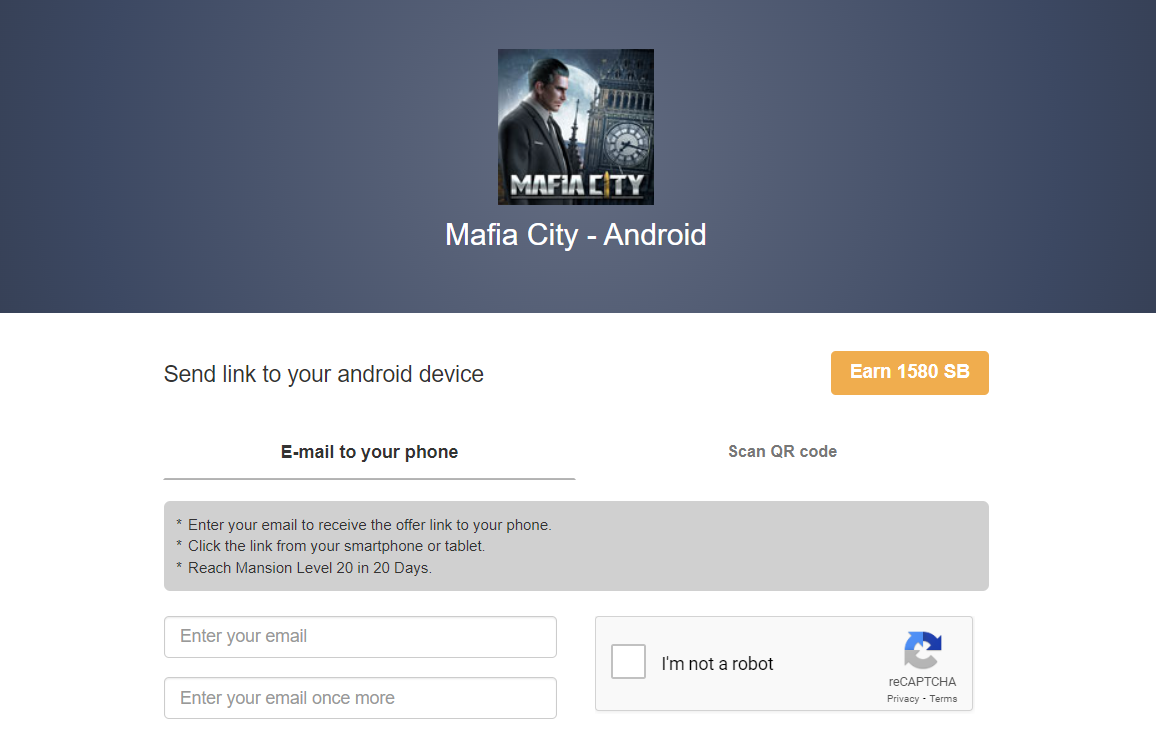 MAFIA CITY
Mafia City - Android
Send link to your android device
Earn 1580 SB
E-mail to your phone
Scan QR code
* Enter your email to receive the offer link to your phone.
* Click the link from your smartphone or tablet.
* Reach Mansion Level 20 in 20 Days.
Enter your email
I'm not a robot
reCAPTCHA
Privacy - Terms
Enter your email once more